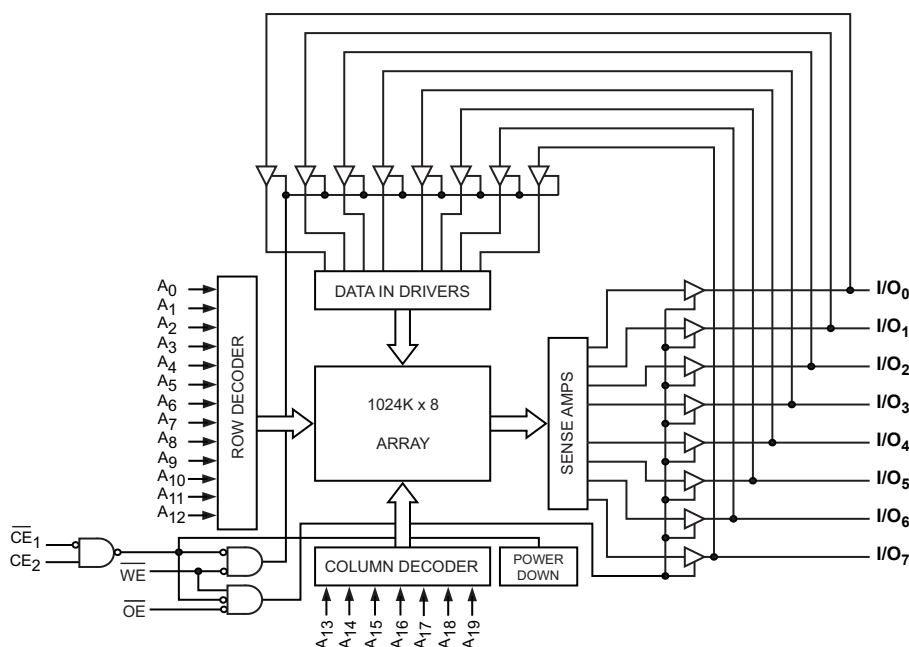 DATA IN DRIVERS
A0
A1
A2
A3
A4
A5
A6
A7
A8
A9
A10
A11
A12
ROW DECODER
1024K x 8
ARRAY
SENSE AMPS
I/O0
I/O1
I/O2
I/O3
I/O4
I/O5
I/O6
I/O7
CE1
CE2
WE
OE
COLUMN DECODER
POWER
DOWN
A13
A14
A15
A16
A17
A18
A19